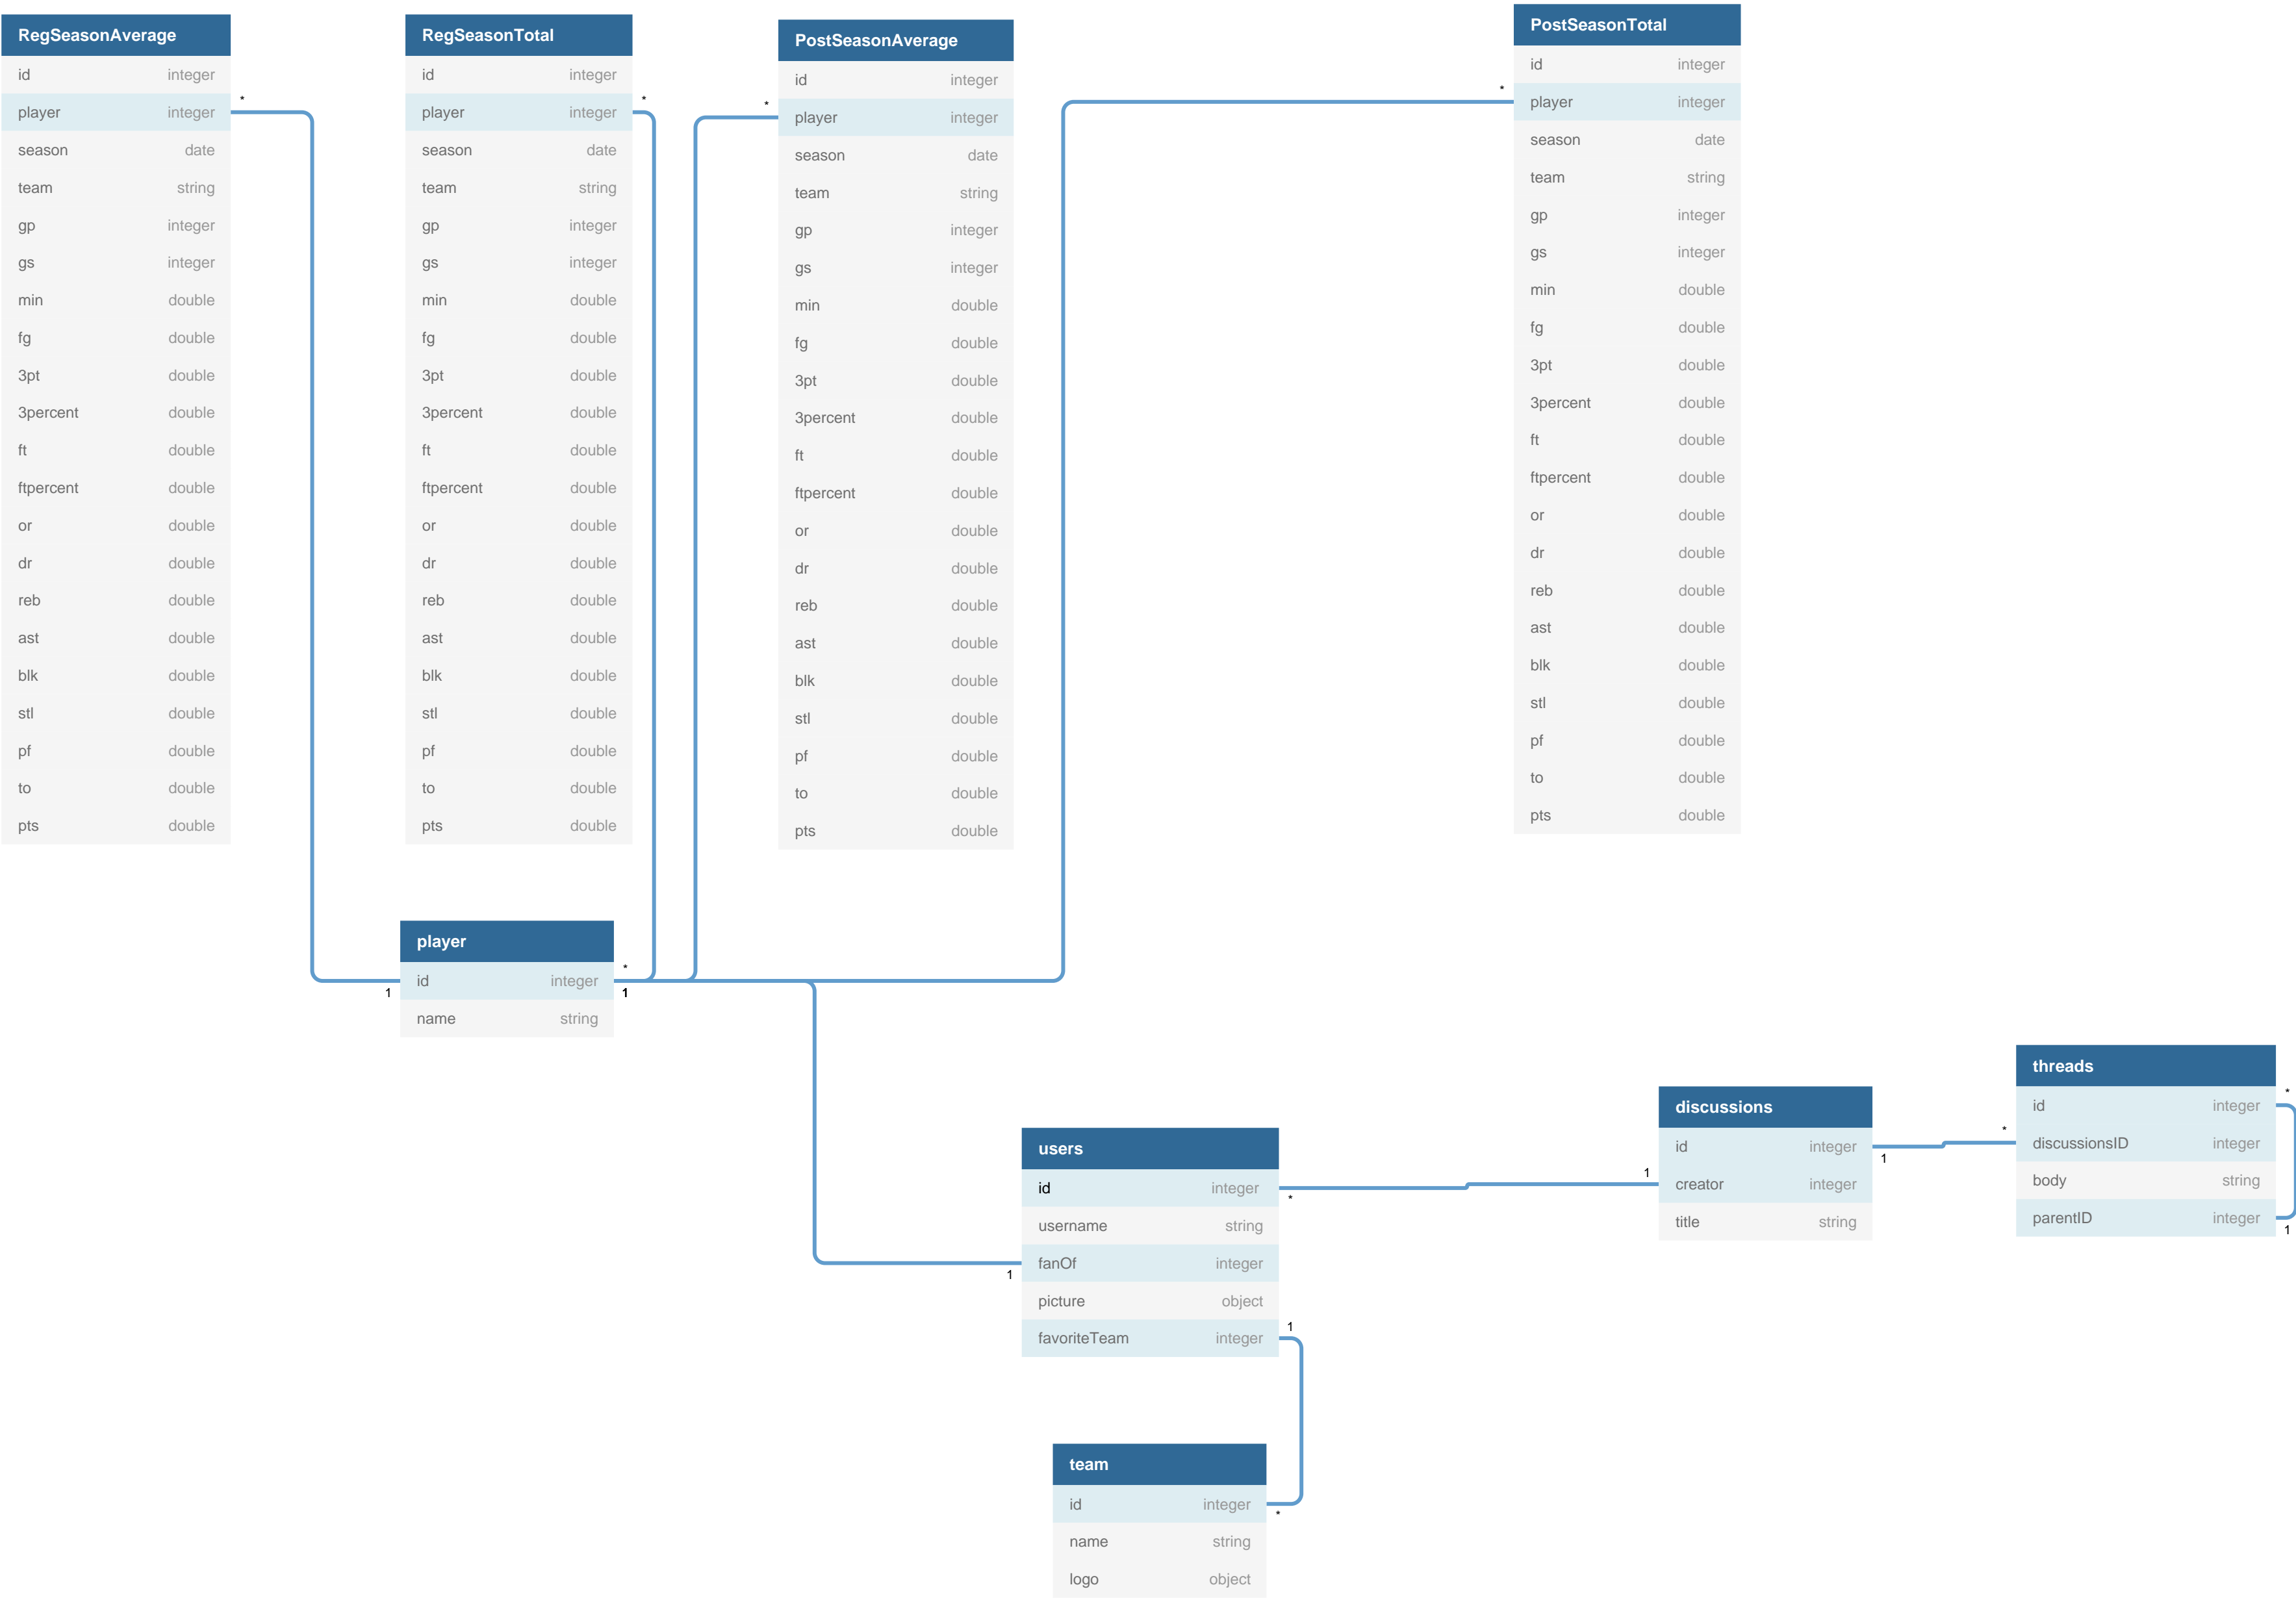 RegSeasonAverage
id integer
player integer
season date
team string
gp integer
gs integer
min double
fg double
3pt double
3percent double
ft double
ftpercent double
or double
dr double
reb double
ast double
blk double
stl double
pf double
to double
pts double
*
RegSeasonTotal
id integer
player integer
season date
team string
gp integer
gs integer
min double
fg double
3pt double
3percent double
ft double
ftpercent double
or double
dr double
reb double
ast double
blk double
stl double
pf double
to double
pts double
*
PostSeasonAverage
id integer
player integer
season date
team string
gp integer
gs integer
min double
fg double
3pt double
3percent double
ft double
ftpercent double
or double
dr double
reb double
ast double
blk double
stl double
pf double
to double
pts double
*
PostSeasonTotal
id integer
player integer
season date
team string
gp integer
gs integer
min double
fg double
3pt double
3percent double
ft double
ftpercent double
or double
dr double
reb double
ast double
blk double
stl double
pf double
to double
pts double
*
player
id integer
name string
1
*
1
users
id integer
username string
fanOf integer
picture object
favoriteTeam integer
*
1
1
discussions
id integer
creator integer
title string
1
1
threads
id integer
discussionsID integer
body string
parentID integer
*
*
1
team
id integer
name string
logo object
*